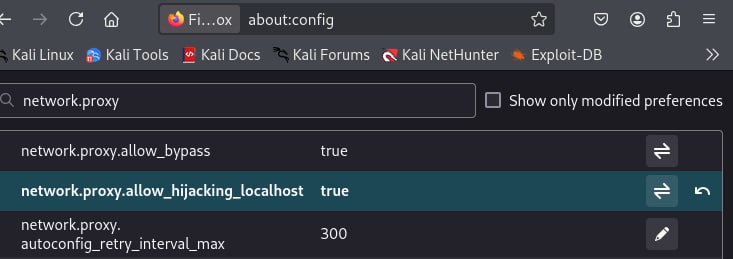 Fi...ox about:config
Kali Linux Kali Tools Kali Docs Kali Forums Kali NetHunter Exploit-DB
network.proxy Show only modified preferences
network.proxy.allow_bypass true
network.proxy.allow_hijacking_localhost true
network.proxy.
autoconfig_retry_interval_max 300